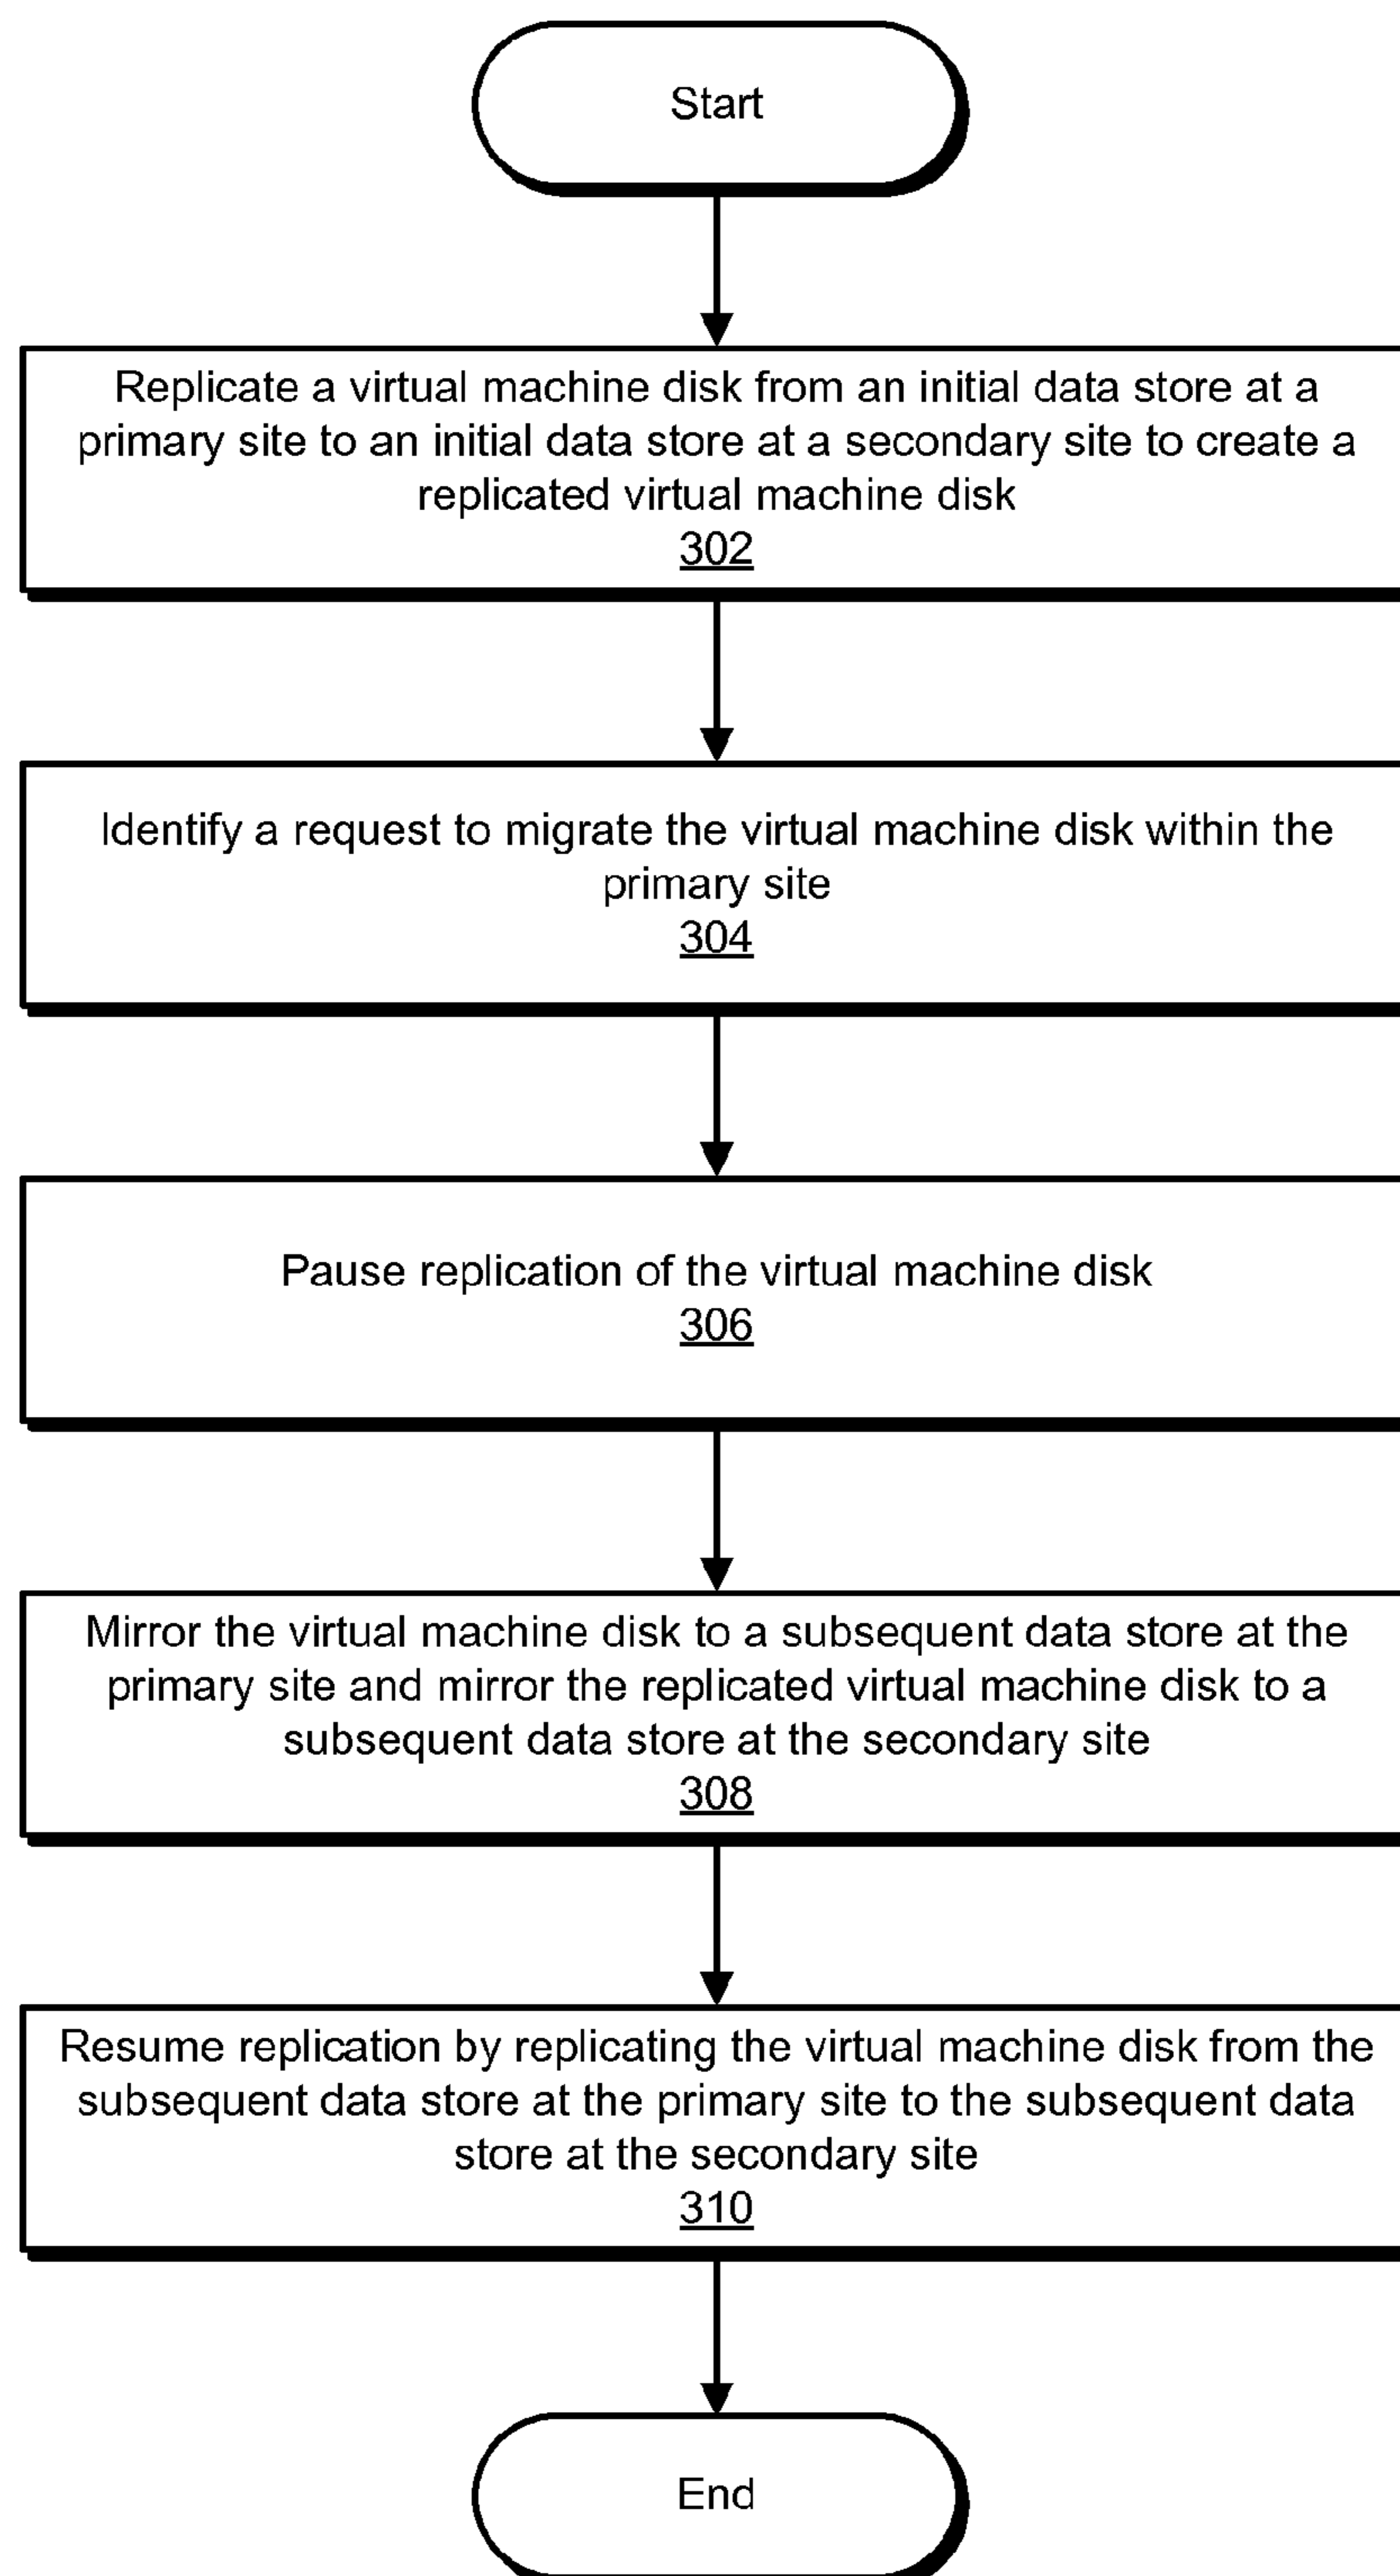 Start
Replicate a virtual machine disk from an initial data store at a
primary site to an initial data store at a secondary site to create a
replicated virtual machine disk
302
Identify a request to migrate the virtual machine disk within the
primary site
304
Pause replication of the virtual machine disk
306
Mirror the virtual machine disk to a subsequent data store at the
primary site and mirror the replicated virtual machine disk to a
subsequent data store at the secondary site
308
Resume replication by replicating the virtual machine disk from the
subsequent data store at the primary site to the subsequent data
store at the secondary site
310
End